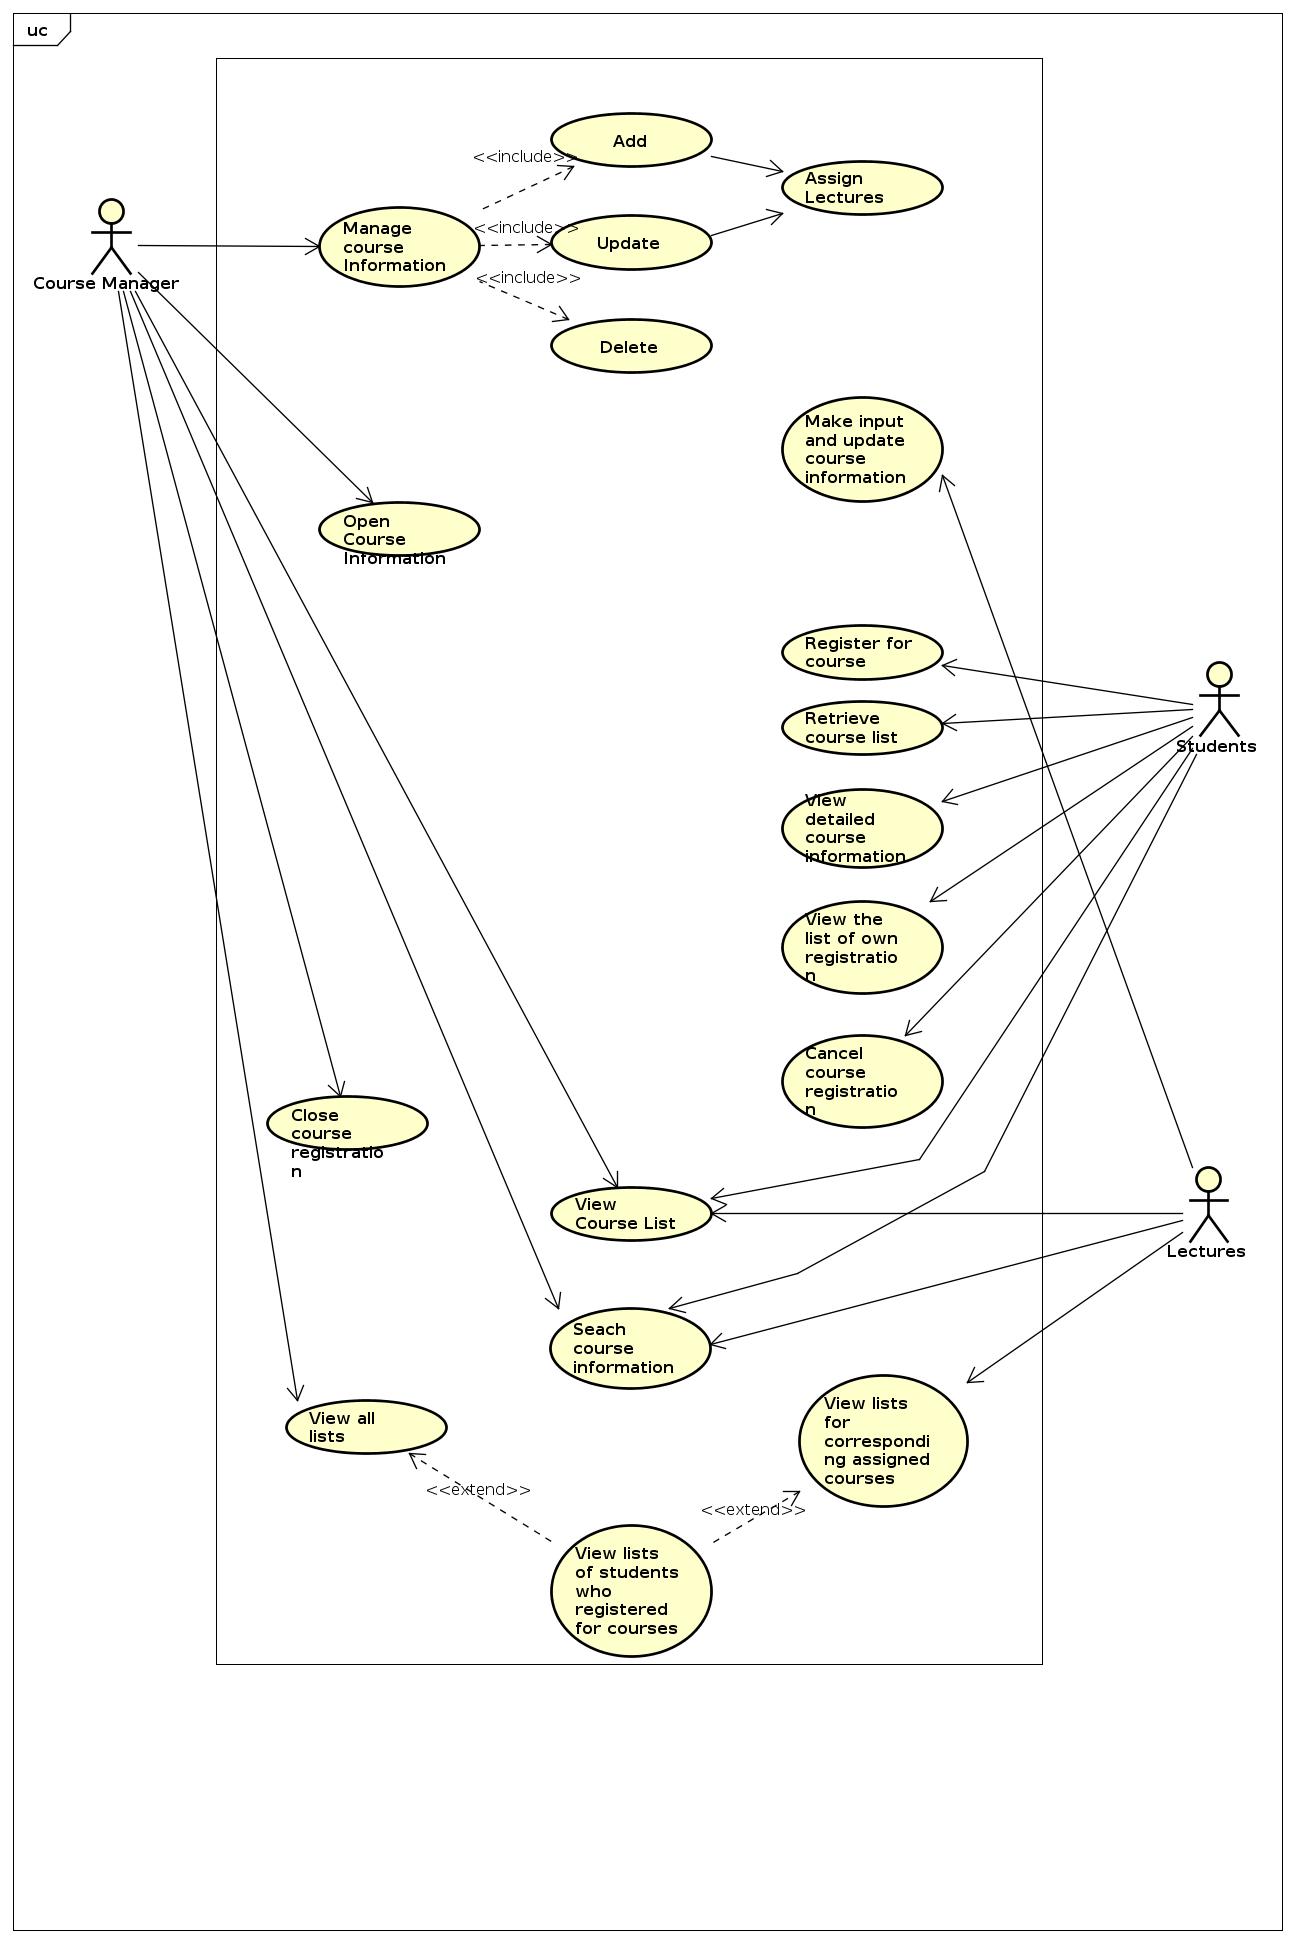 uc
Add
<<include>>
Assign
Lectures
Manage
course
Information
<<include>>
Update
<<include>>
Course Manager
Delete
Make input
and update
course
information
Open
Course
Information
Register for
course
Retrieve
course list
Students
View
detailed
course
information
View the
list of own
registratio
n
Cancel
course
registratio
n
Close
course
registratio
n
View
Course List
Lectures
Seach
course
information
View all
lists
View lists
for
correspondi
ng assigned
courses
<<extend>>
<<extend>>
View lists
of students
who
registered
for courses